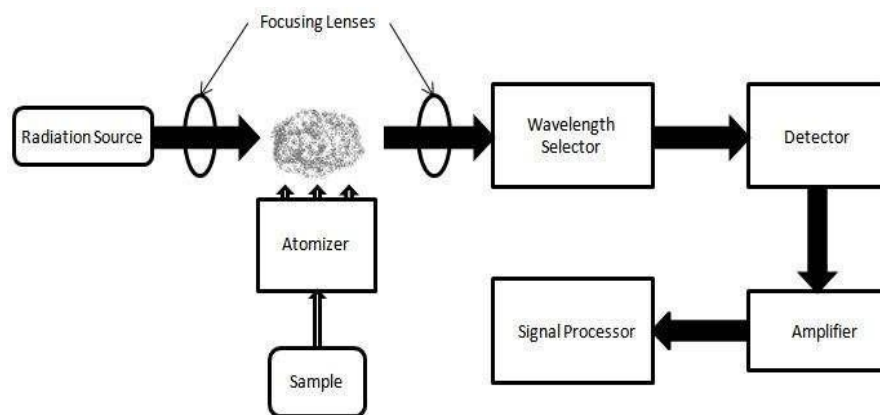 Focusing Lenses
Radiation Source
Wavelength
Selector
Detector
Atomizer
Signal Processor
Amplifier
Sample